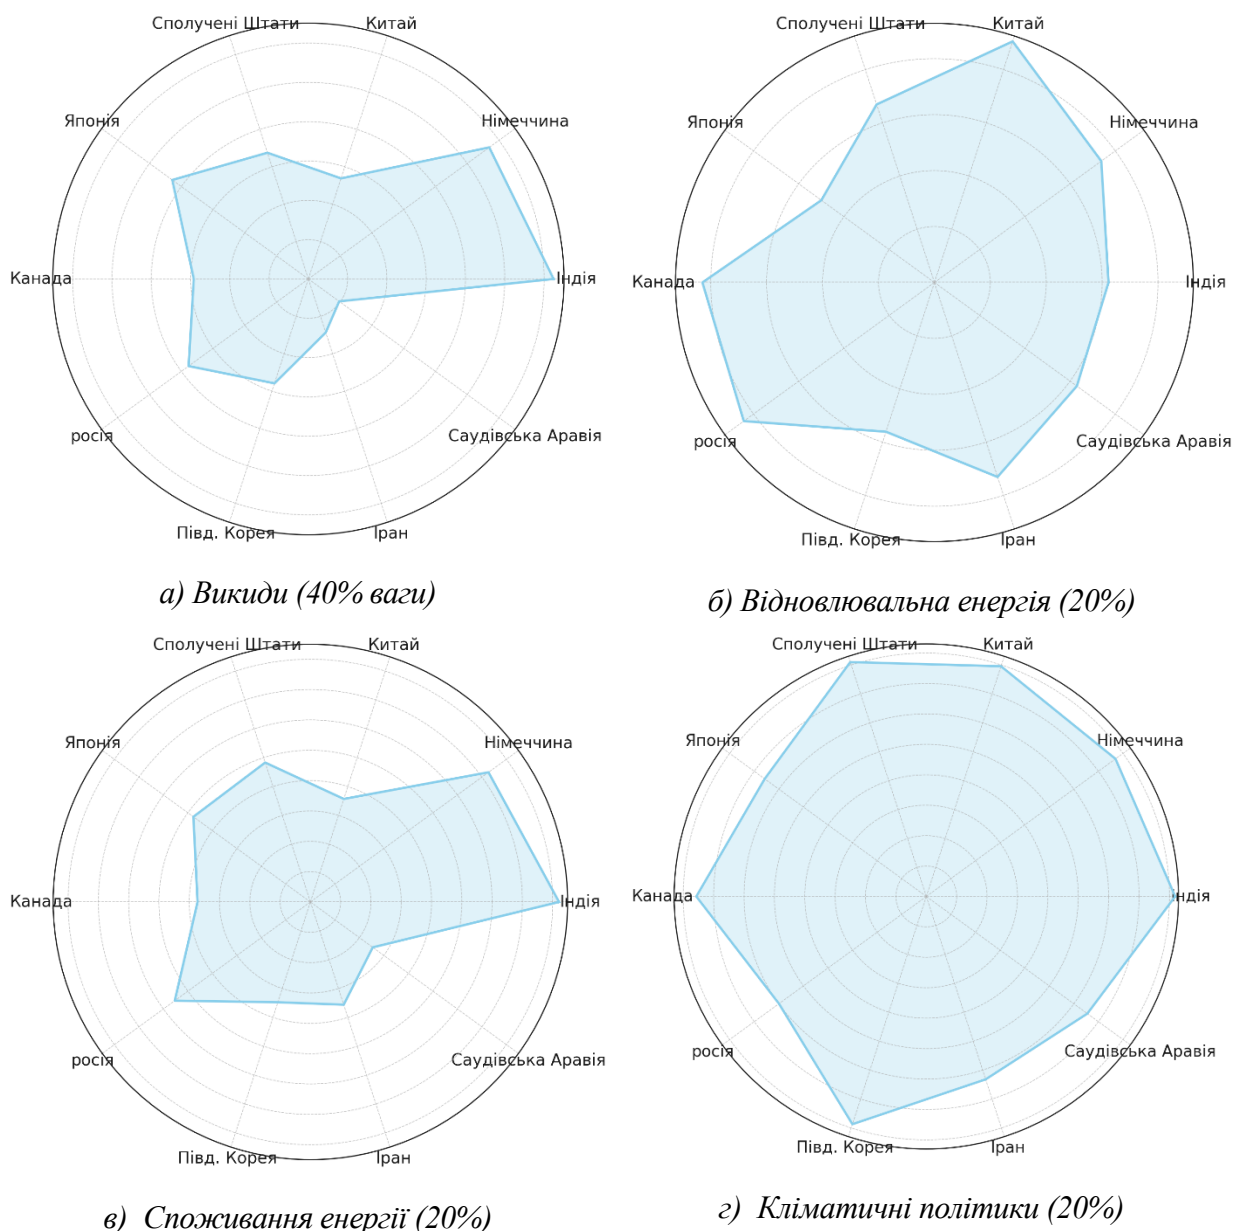 Сполучені Штати
Китай
Японія
Німеччина
Канада
Індія
росія
Саудівська Аравія
Півд. Корея
Іран
а) Викиди (40% ваги)
Сполучені Штати
Китай
Японія
Німеччина
Канада
Індія
росія
Саудівська Аравія
Півд. Корея
Іран
б) Відновлювальна енергія (20%)
Сполучені Штати
Китай
Японія
Німеччина
Канада
Індія
росія
Саудівська Аравія
Півд. Корея
Іран
в) Споживання енергії (20%)
Сполучені Штати
Китай
Японія
Німеччина
Канада
Індія
росія
Саудівська Аравія
Півд. Корея
Іран
г) Кліматичні політики (20%)